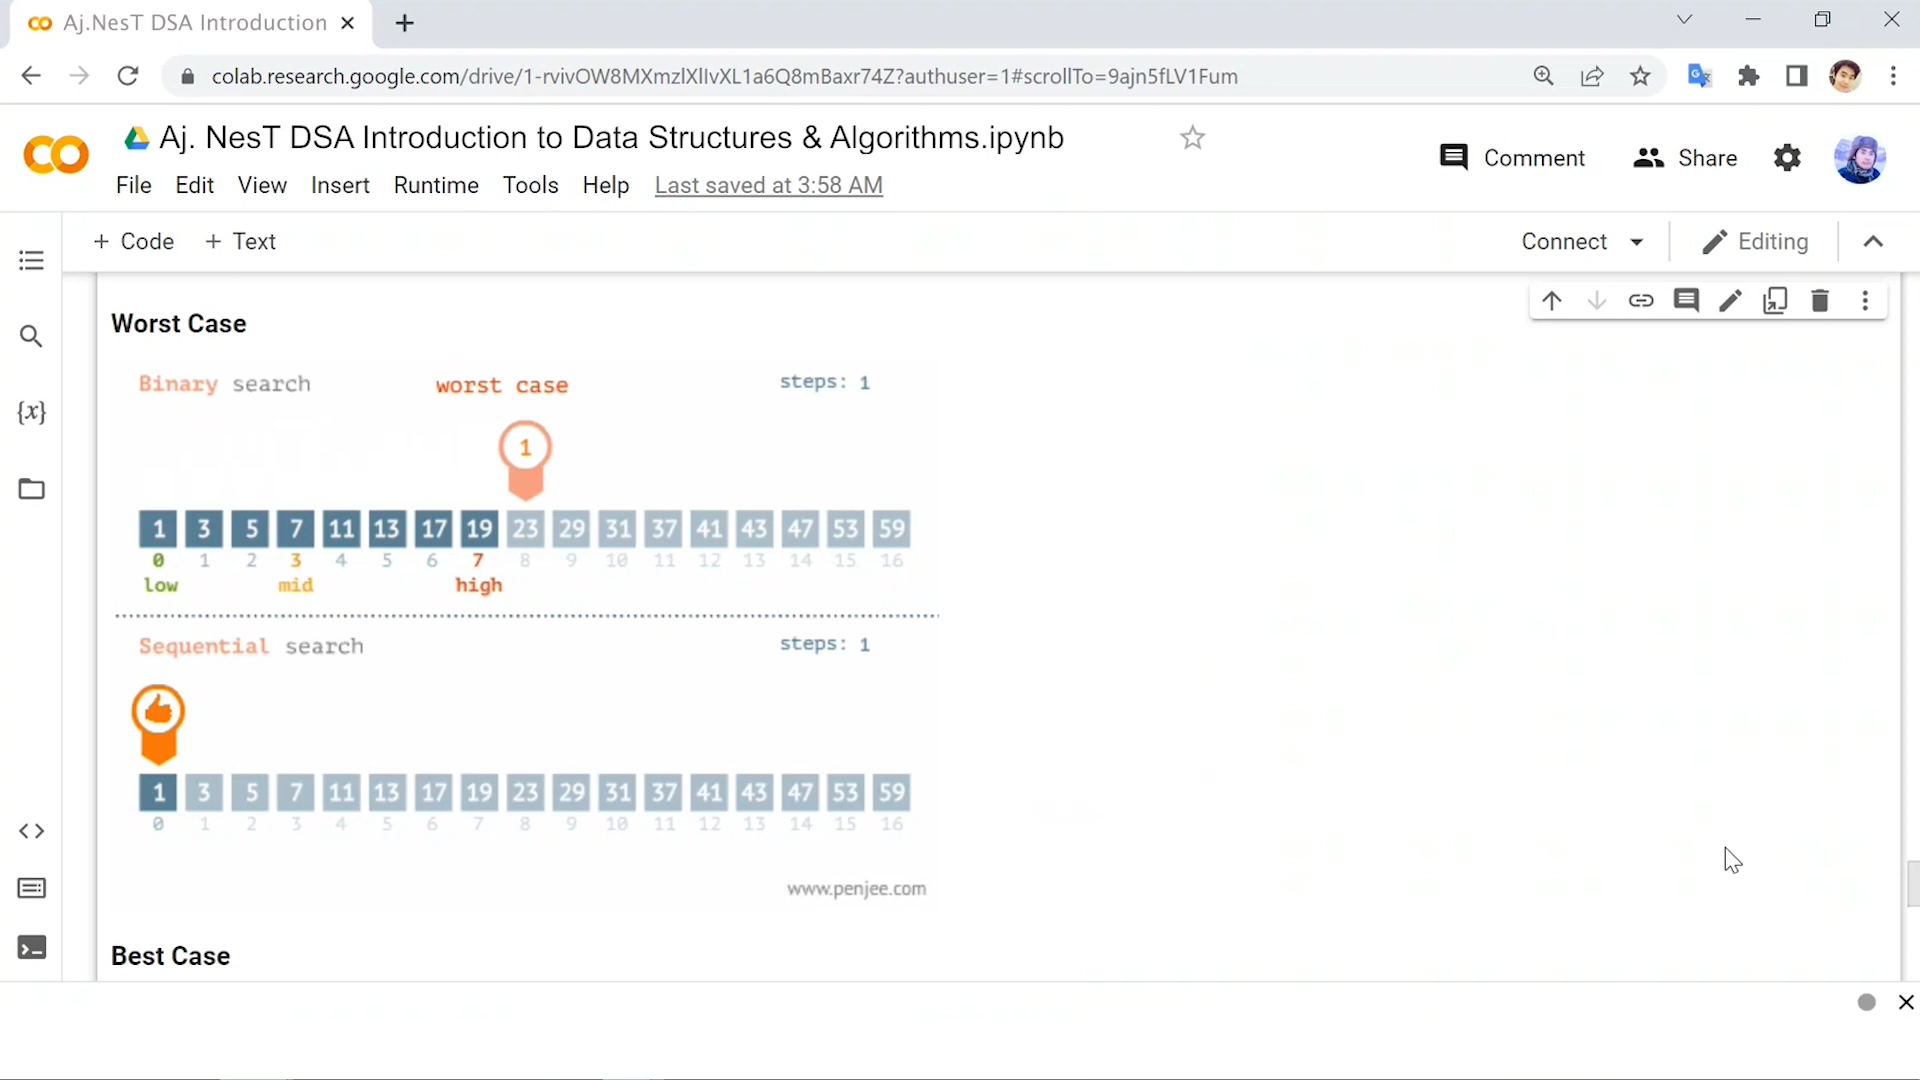 Aj.NesT DSA Introduction
colab.research.google.com/drive/1-rvivOW8MXmzlXlIvXL1a6Q8mBaxr74Z?authuser=1#scrollTo=9ajn5fLV1Fum
Aj. NesT DSA Introduction to Data Structures & Algorithms.ipynb
File Edit View Insert Runtime Tools Help Last saved at 3:58 AM
Comment Share
+ Code + Text
Connect Editing
Worst Case
Binary search worst case steps: 1
1
1 3 5 7 11 13 17 19 23 29 31 37 41 43 47 53 59
0 1 2 3 4 5 6 7 8 9 10 11 12 13 14 15 16
low mid high
Sequential search steps: 1
1 3 5 7 11 13 17 19 23 29 31 37 41 43 47 53 59
0 1 2 3 4 5 6 7 8 9 10 11 12 13 14 15 16
www.penjee.com
Best Case